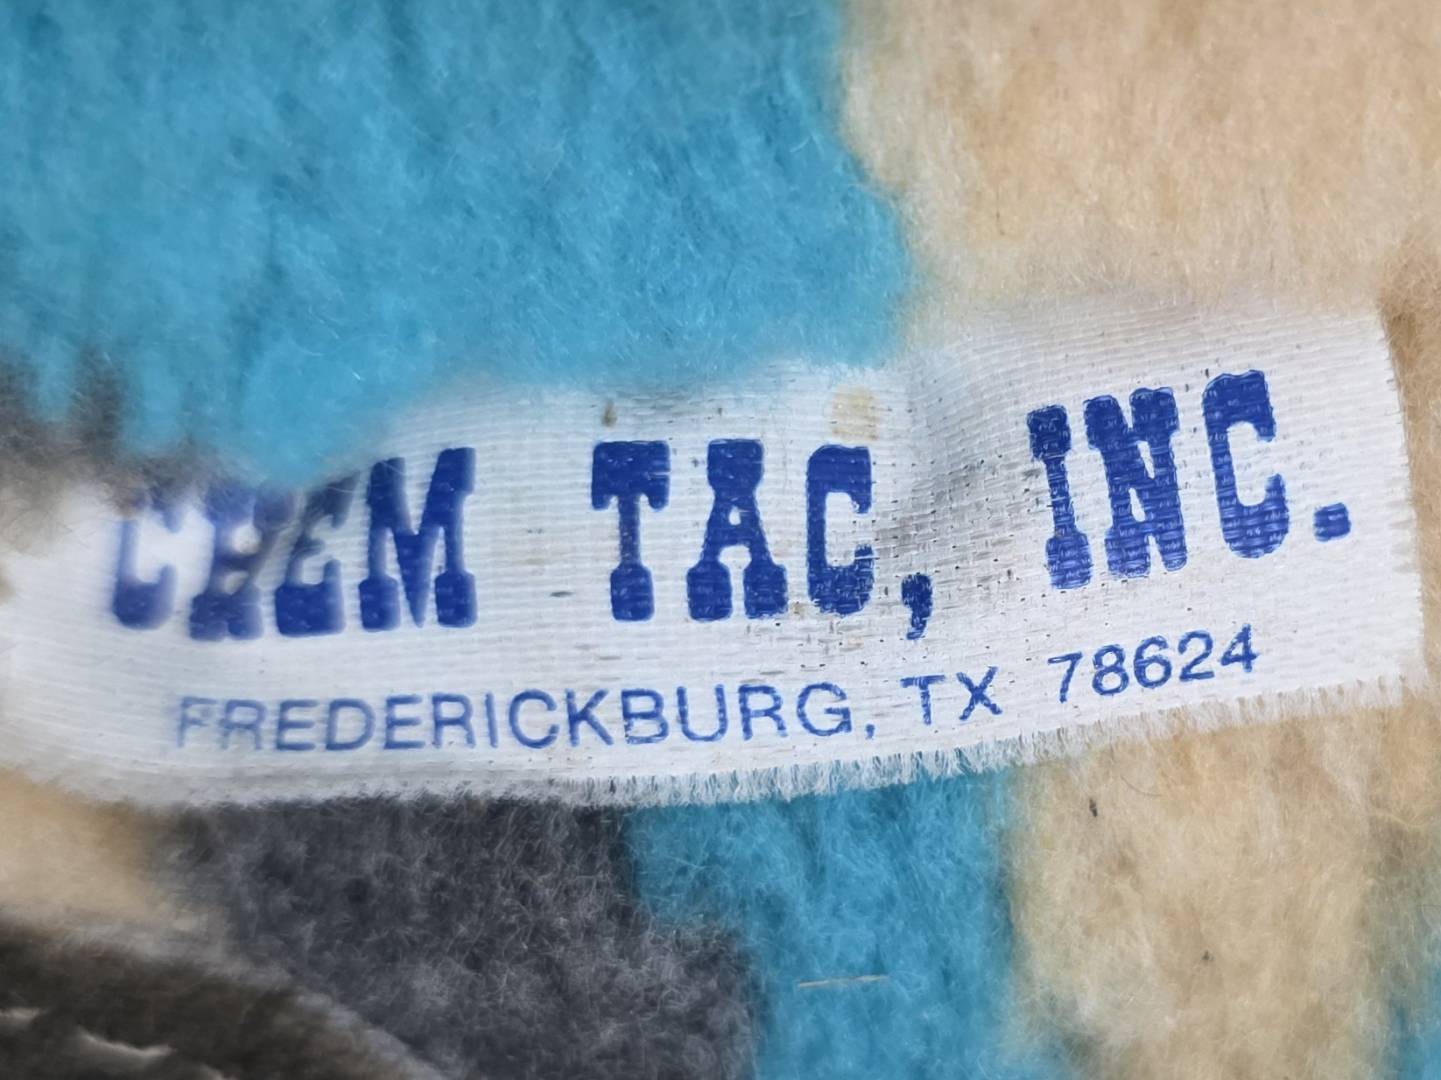 CHEM TAC, INC.
FREDERICKBURG, TX 78624